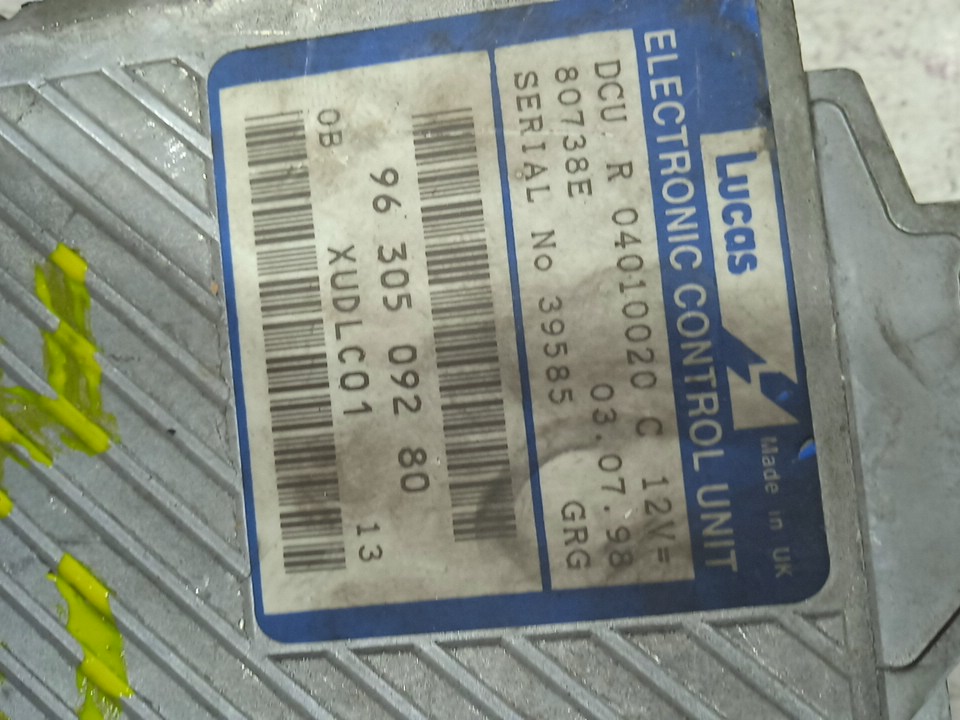 Lucas
Made in UK
ELECTRONIC CONTROL UNIT
DCU R 04010020 C 12V=
80738E 03.07.98
SERIAL No 39585 GRG
96 305 092 80
0B XUDLC01 13